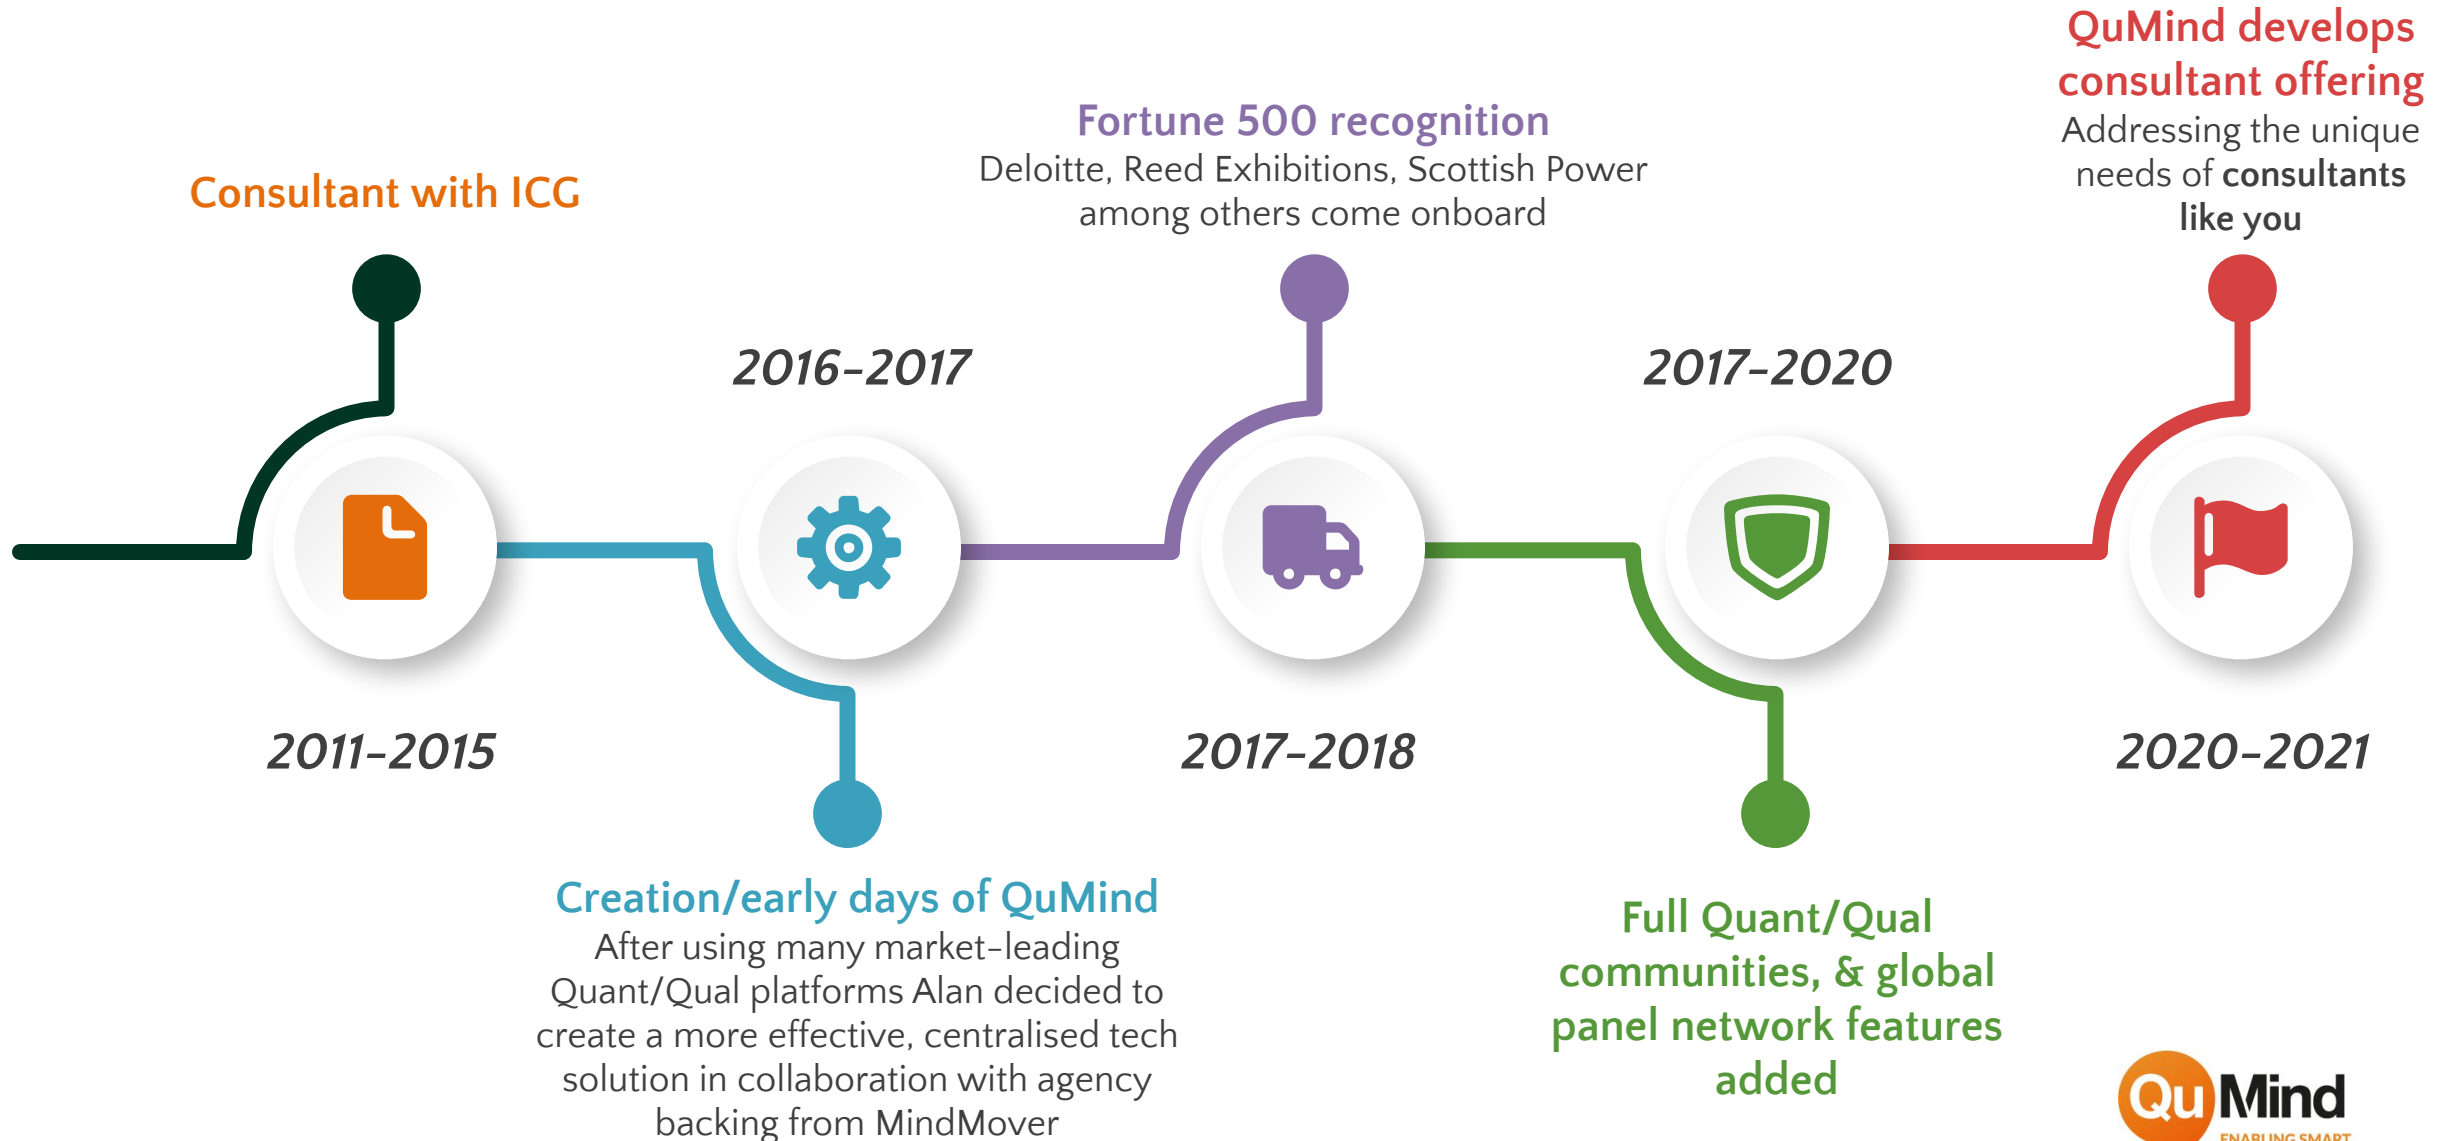 Consultant with ICG
2011-2015
2016-2017
Creation/early days of QuMind
After using many market-leading
Quant/Qual platforms Alan decided to
create a more effective, centralised tech
solution in collaboration with agency
backing from MindMover
Fortune 500 recognition
Deloitte, Reed Exhibitions, Scottish Power
among others come onboard
2017-2018
2017-2020
Full Quant/Qual
communities, & global
panel network features
added
QuMind develops
consultant offering
Addressing the unique
needs of consultants
like you
2020-2021
QuMind
ENABLING SMART